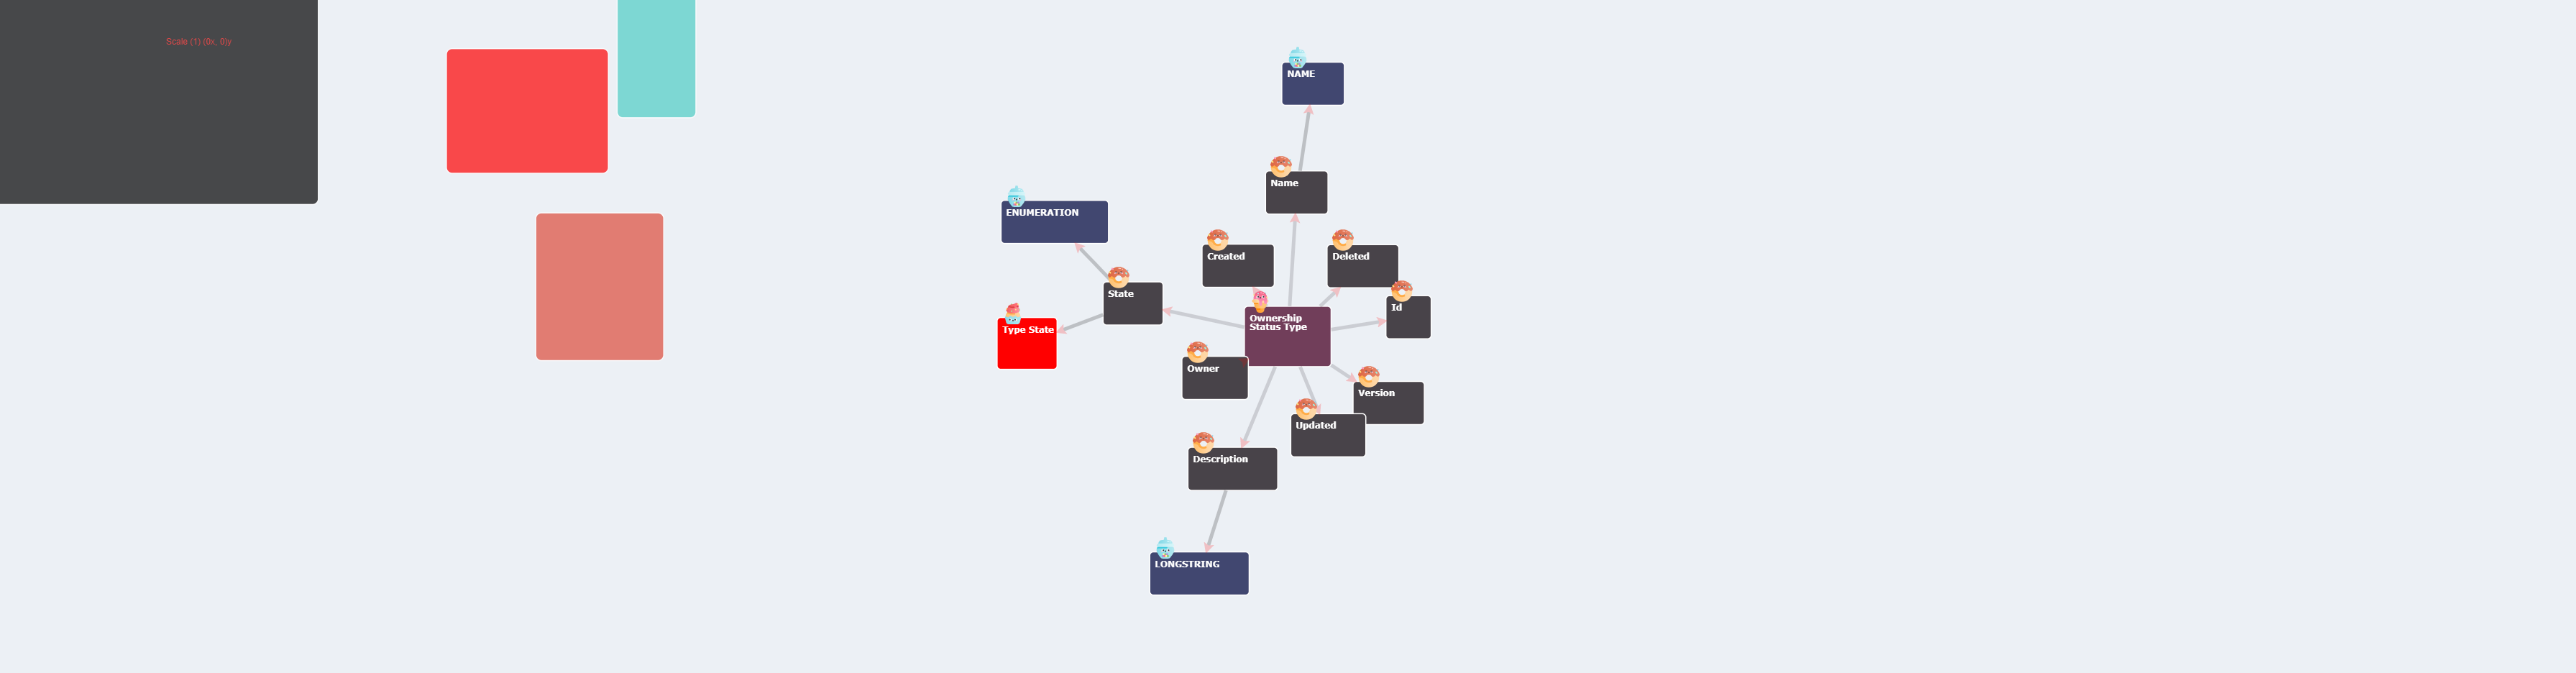 Scale (1) (0x, 0)y
NAME
Name
ENUMERATION
Created
Deleted
State
Id
Ownership
Status Type
Type State
Owner
Version
Updated
Description
LONGSTRING